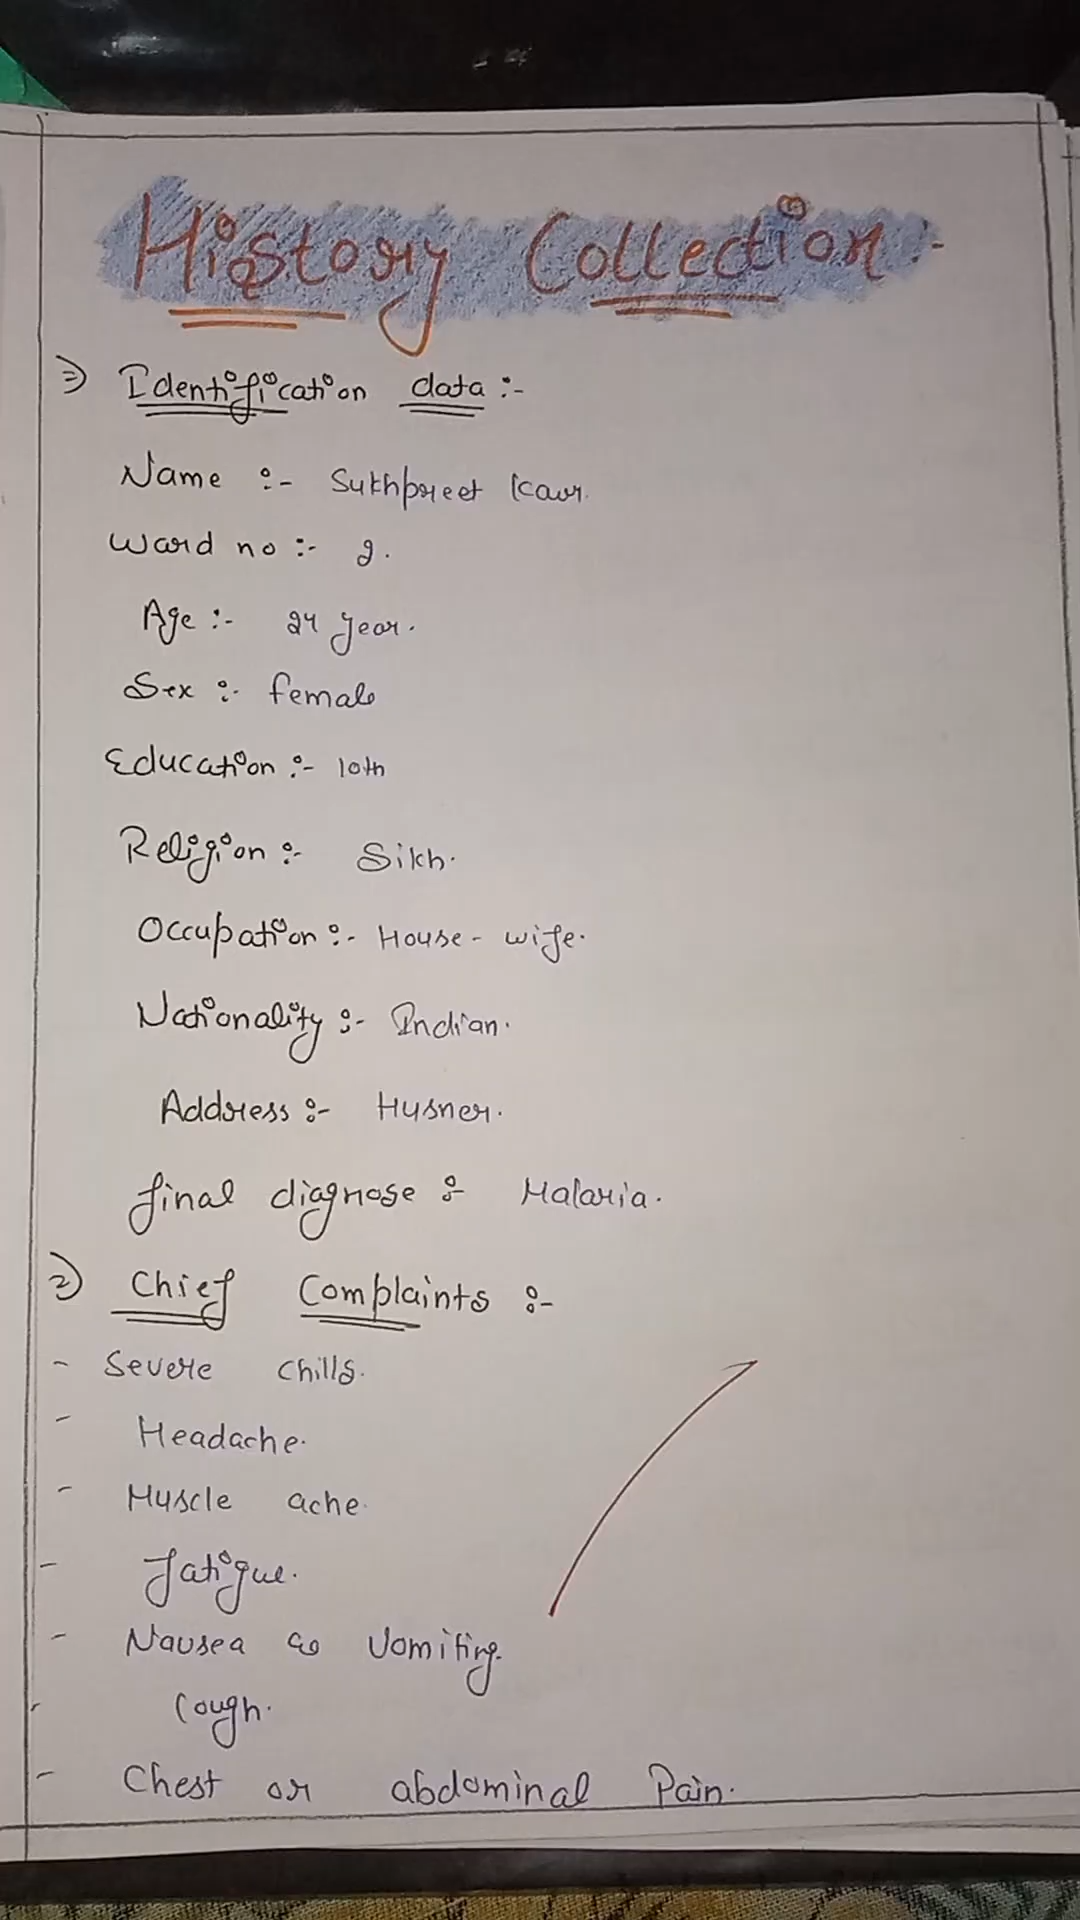 History Collection :-
⇒ Identification data :-
Name :- Sukhpreet Kaur.
Ward no :- 2.
Age :- 24 year.
Sex :- female
Education :- 10th
Religion :- Sikh.
Occupation :- House-wife.
Nationality :- Indian.
Address :- Husner.
final diagnose :- Malaria.
2) Chief Complaints :-
- Severe chills.
- Headache.
- Muscle ache.
- fatigue.
- Nausea & Vomiting.
- Cough.
- Chest or abdominal Pain.